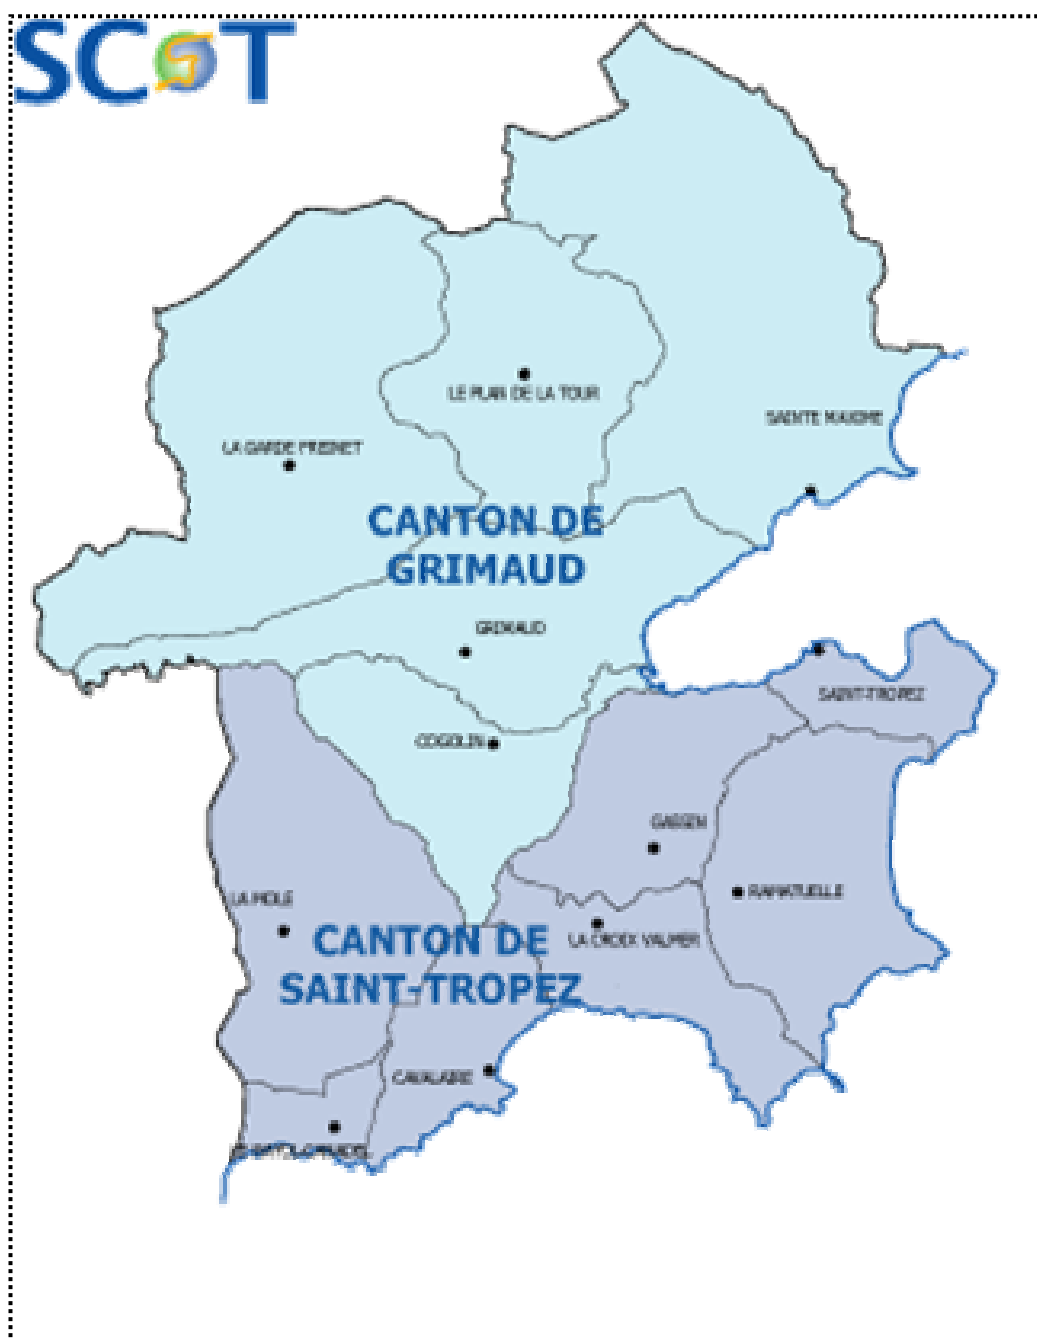 SCOT
LE PLAN DE LA TOUR
SAINTE MAXIME
LA GARDE FREINET
CANTON DE
GRIMAUD
GRIMAUD
SAINT-TROPEZ
COGOLIN
GASSIN
RAMATUELLE
LA MOLE
CANTON DE
SAINT-TROPEZ
LA CROIX VALMER
CAVALAIRE